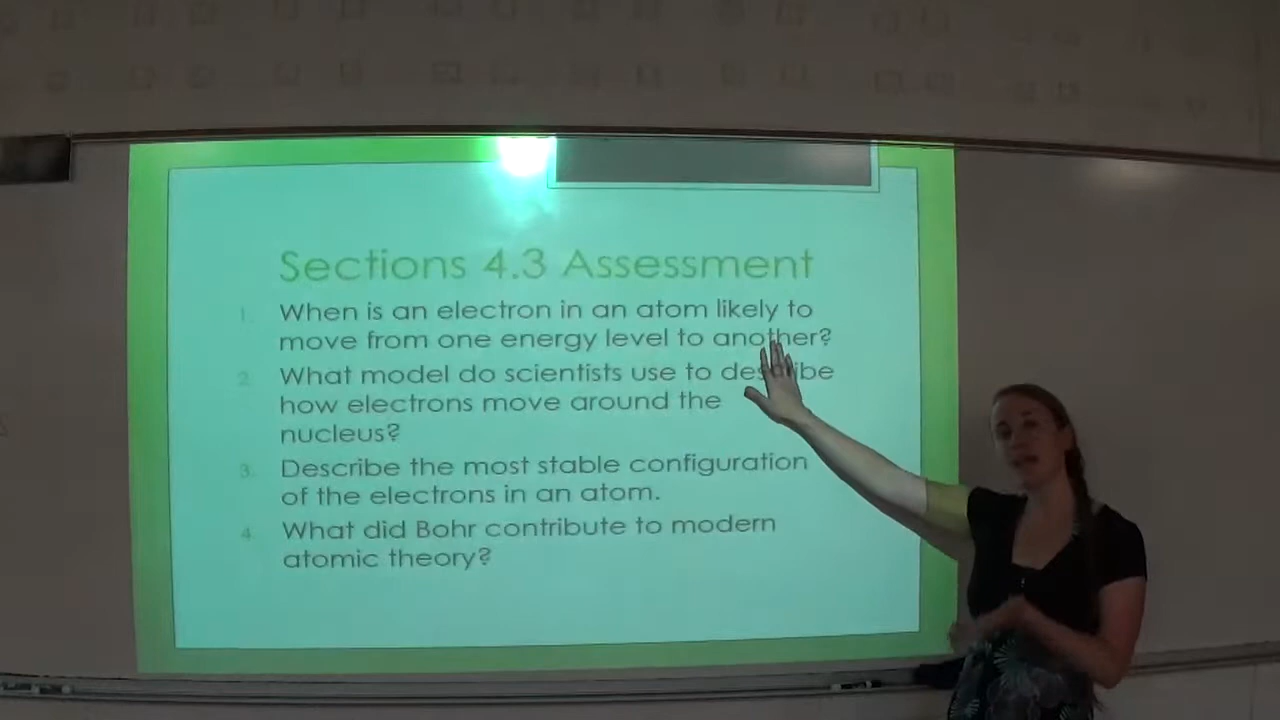 Sections 4.3 Assessment
1. When is an electron in an atom likely to
move from one energy level to another?
2. What model do scientists use to describe
how electrons move around the
nucleus?
3. Describe the most stable configuration
of the electrons in an atom.
4. What did Bohr contribute to modern
atomic theory?